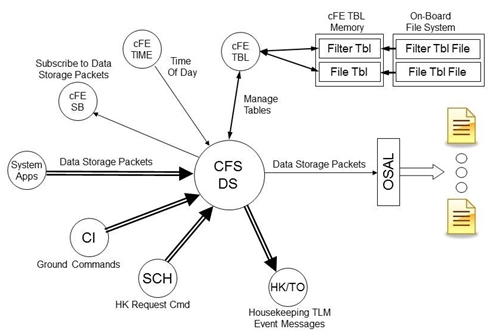 cFE TBL
Memory
On-Board
File System
Filter Tbl
Filter Tbl File
File Tbl
File Tbl File
cFE
TIME
Time
Of Day
cFE
TBL
Subscribe to Data
Storage Packets
cFE
SB
Manage
Tables
System
Apps
Data Storage Packets
CFS
DS
Data Storage Packets
OSAL
CI
Ground Commands
SCH
HK Request Cmd
HK/TO
Housekeeping TLM
Event Messages